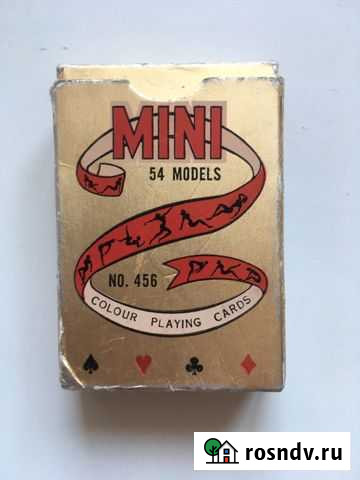 MINI
54 MODELS
NO. 456
COLOUR PLAYING CARDS
rosndv.ru